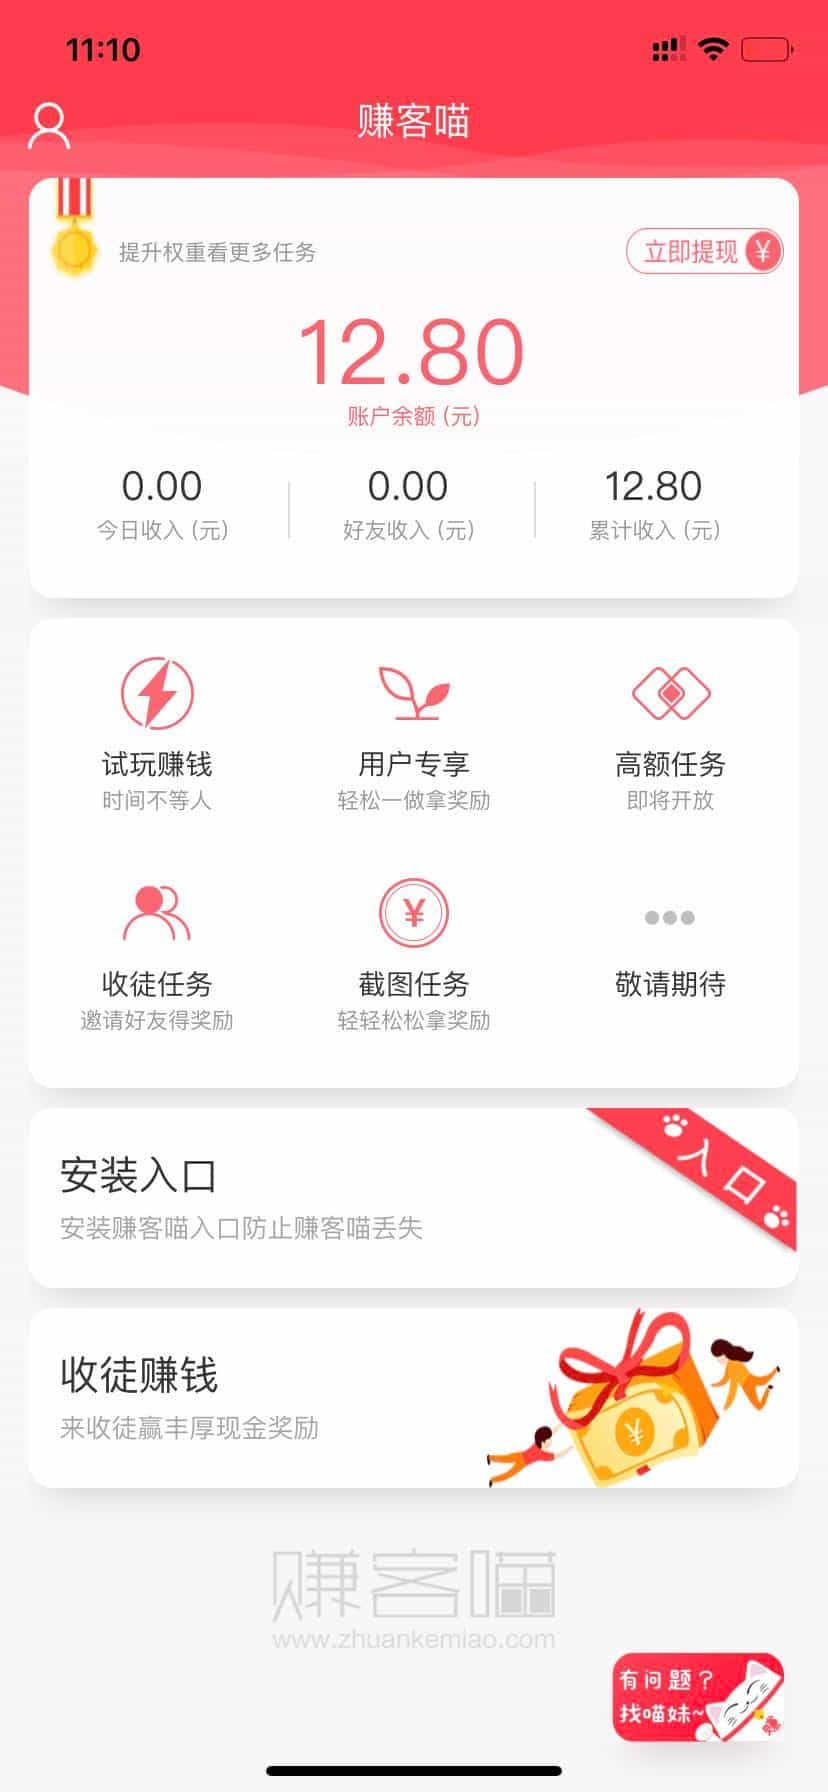 11:10
赚客喵
提升权重看更多任务
立即提现 ¥
12.80
账户余额 (元)
0.00
今日收入 (元)
0.00
好友收入 (元)
12.80
累计收入 (元)
试玩赚钱
时间不等人
用户专享
轻松一做拿奖励
高额任务
即将开放
收徒任务
邀请好友得奖励
¥
截图任务
轻轻松松拿奖励
敬请期待
安装入口
安装赚客喵入口防止赚客喵丢失
入口
收徒赚钱
来收徒赢丰厚现金奖励
¥
赚客喵
www.zhuankemiao.com
有问题？
找喵妹~
赚